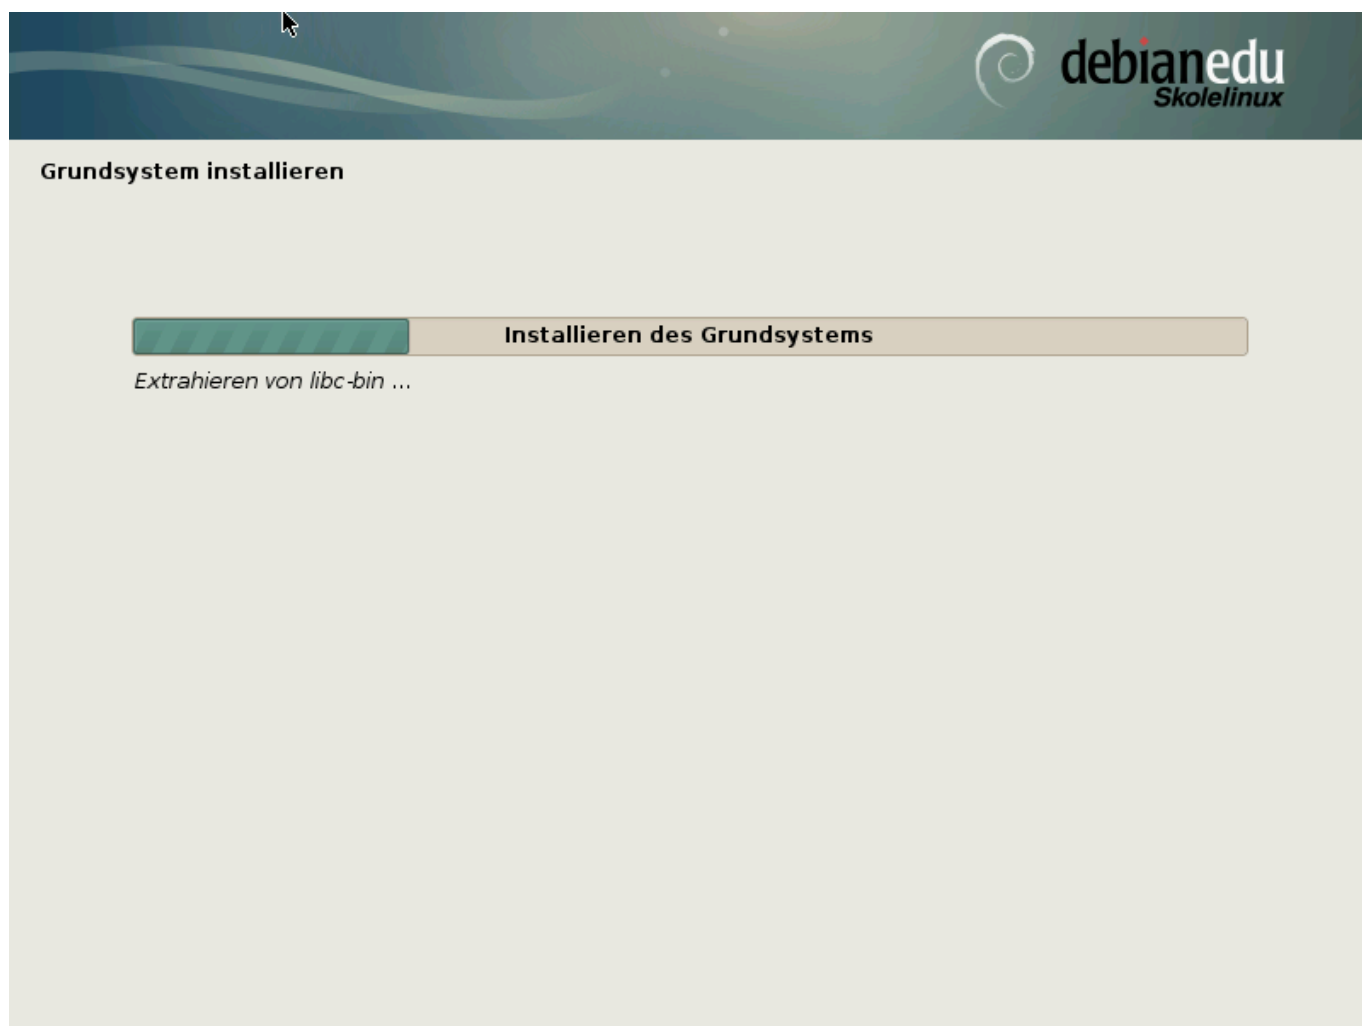 debianedu
Skolelinux
Grundsystem installieren
Installieren des Grundsystems
Extrahieren von libc-bin ...